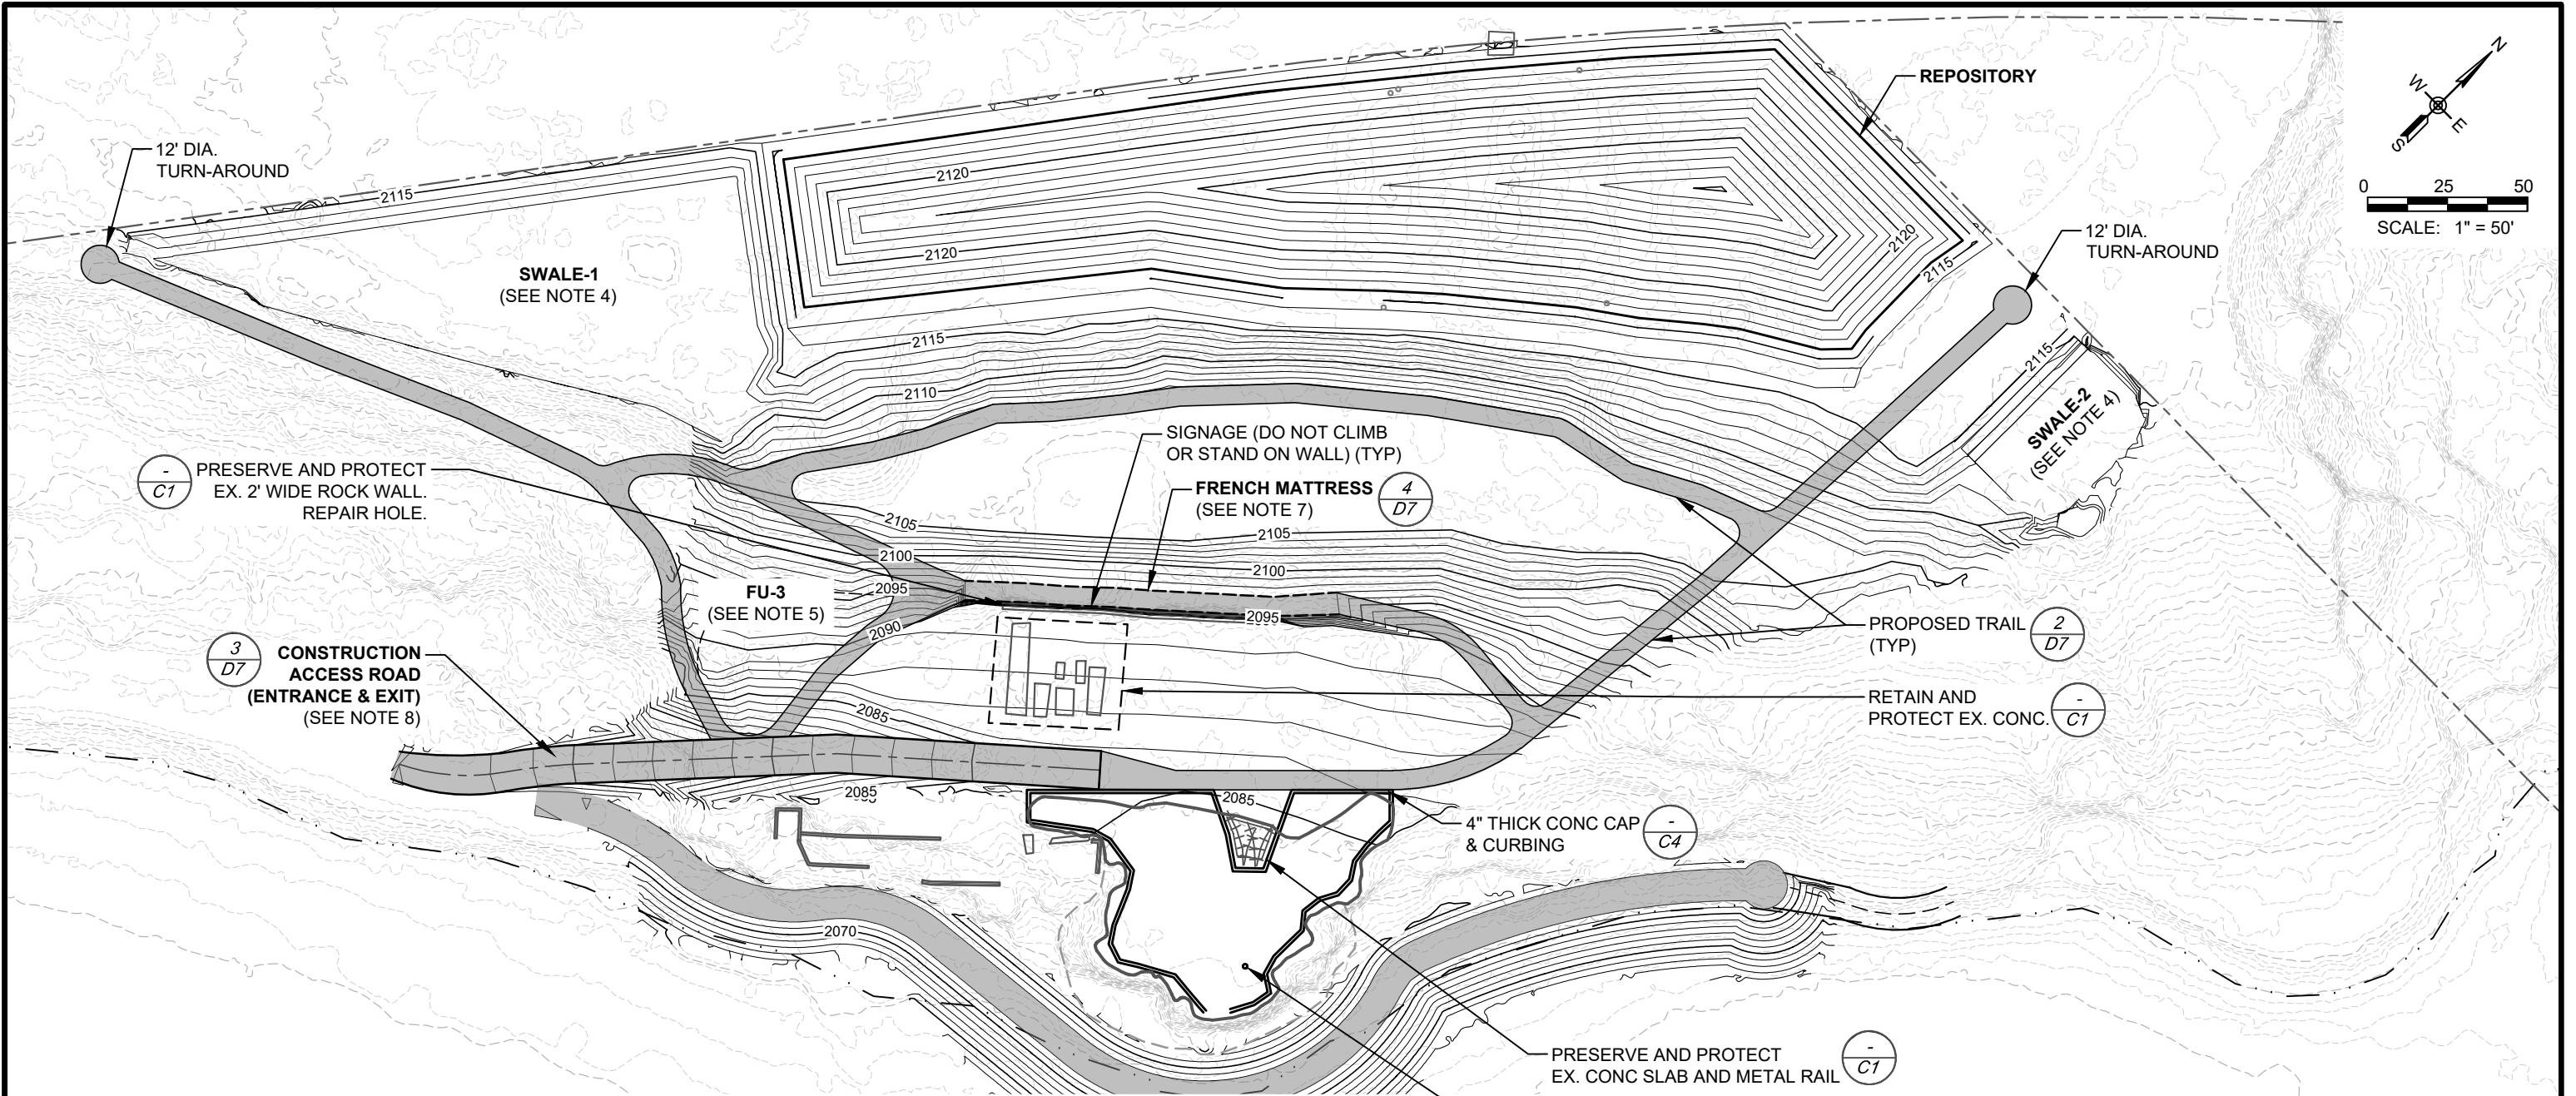 N
W
E
S
0 25 50
SCALE: 1" = 50'
REPOSITORY
12' DIA.
TURN-AROUND
2115
2120
2120
2120
2115
12' DIA.
TURN-AROUND
SWALE-1
(SEE NOTE 4)
2115
2110
2115
SWALE-2
(SEE NOTE 4)
SIGNAGE (DO NOT CLIMB
OR STAND ON WALL) (TYP)
-
C1
PRESERVE AND PROTECT
EX. 2' WIDE ROCK WALL.
REPAIR HOLE.
FRENCH MATTRESS
(SEE NOTE 7)
4
D7
2105
2105
2100
2100
2095
2095
2090
FU-3
(SEE NOTE 5)
PROPOSED TRAIL
(TYP)
2
D7
3
D7
CONSTRUCTION
ACCESS ROAD
(ENTRANCE & EXIT)
(SEE NOTE 8)
RETAIN AND
PROTECT EX. CONC.
-
C1
2085
2085
2085
4" THICK CONC CAP
& CURBING
-
C4
2070
PRESERVE AND PROTECT
EX. CONC SLAB AND METAL RAIL
-
C1